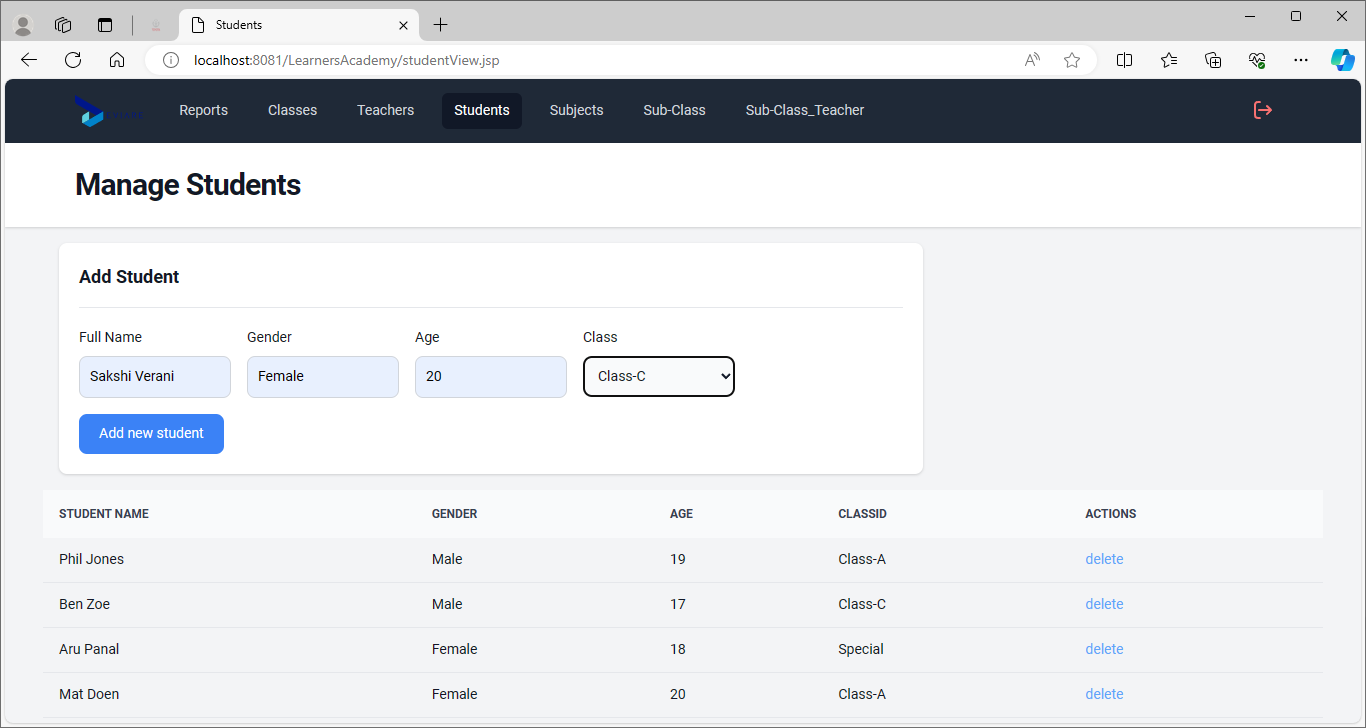 Students
localhost:8081/LearnersAcademy/studentView.jsp
Reports Classes Teachers Students Subjects Sub-Class Sub-Class_Teacher
Manage Students
Add Student
Full Name Gender Age Class
Sakshi Verani Female 20 Class-C
Add new student
STUDENT NAME GENDER AGE CLASSID ACTIONS
Phil Jones Male 19 Class-A delete
Ben Zoe Male 17 Class-C delete
Aru Panal Female 18 Special delete
Mat Doen Female 20 Class-A delete